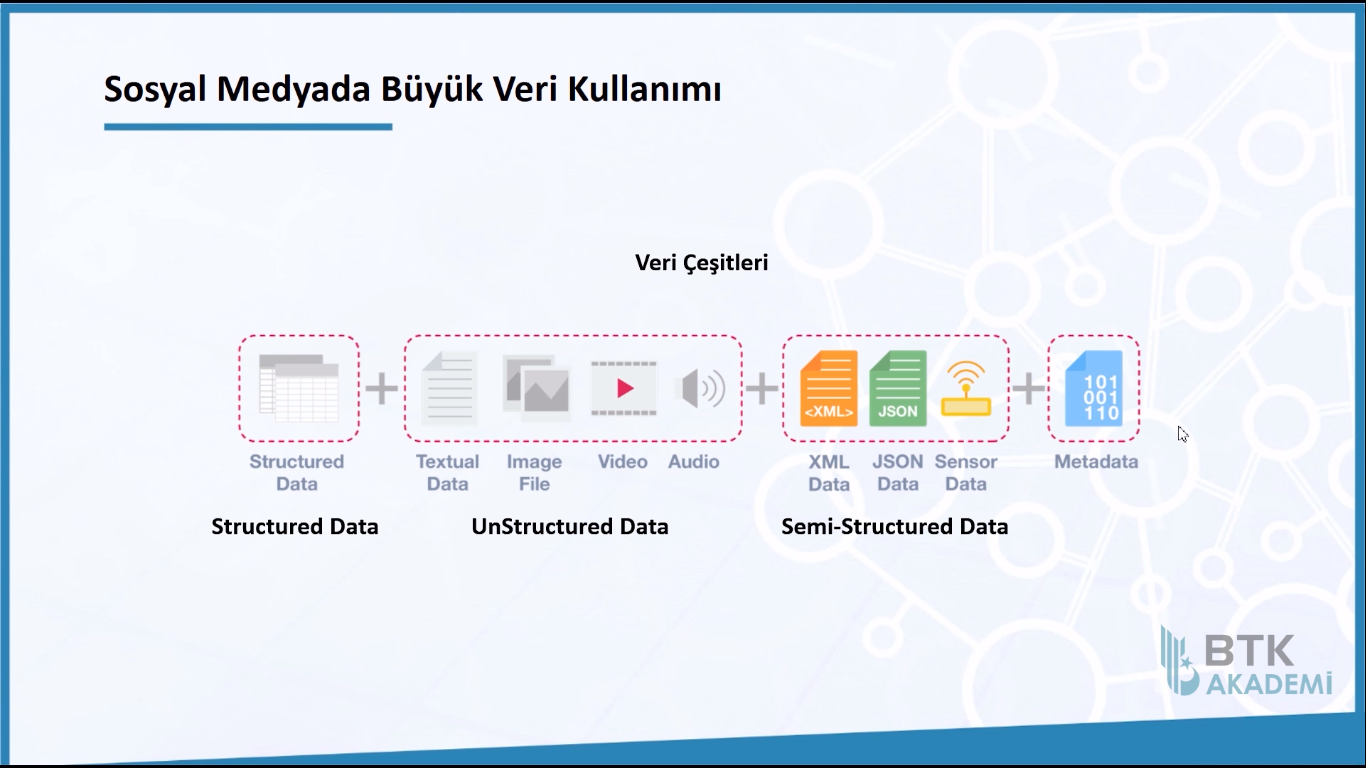 Sosyal Medyada Büyük Veri Kullanımı
Veri Çeşitleri
<XML>
JSON
101
001
110
Structured
Data
Textual
Data
Image
File
Video
Audio
XML
Data
JSON
Data
Sensor
Data
Metadata
Structured Data
UnStructured Data
Semi-Structured Data
BTK
AKADEMİ